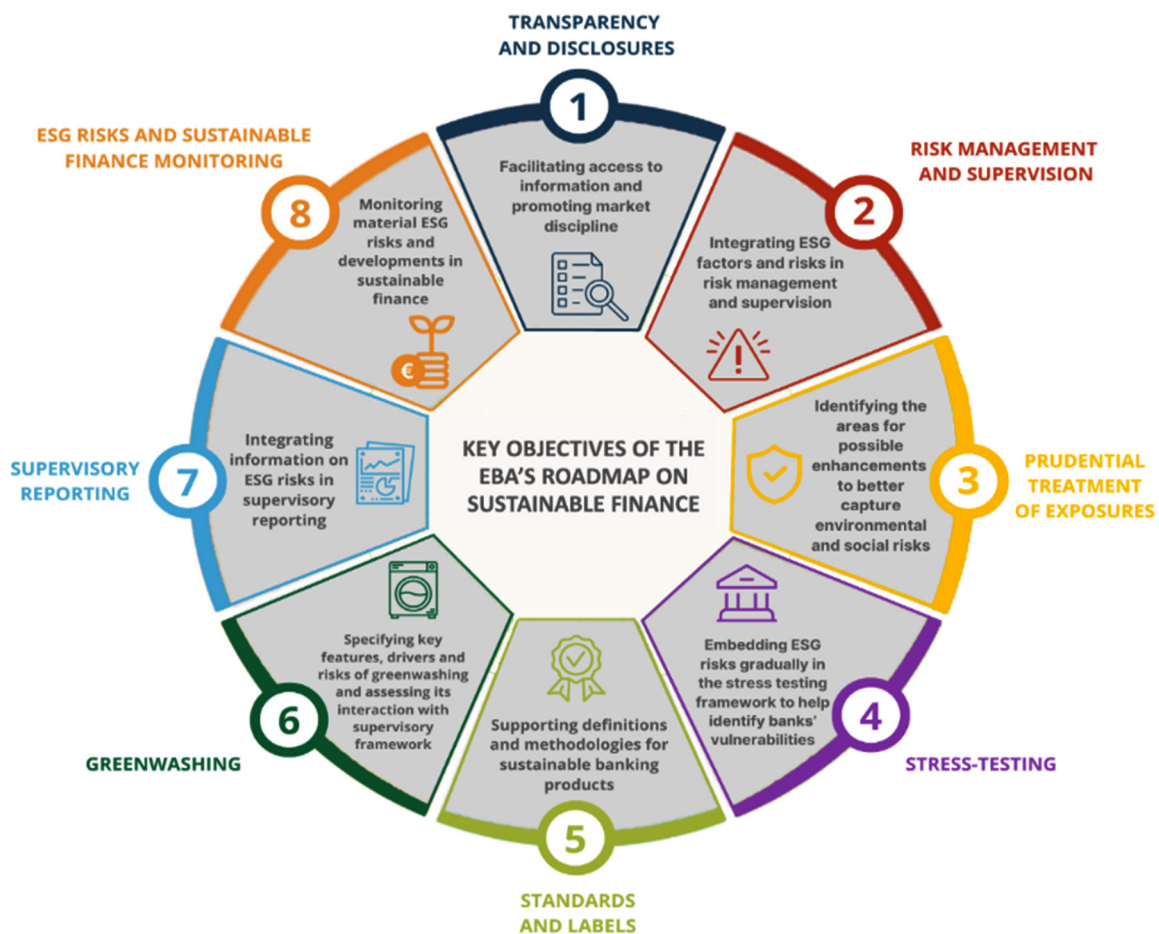 TRANSPARENCY
AND DISCLOSURES
1
Facilitating access to
information and
promoting market
discipline
RISK MANAGEMENT
AND SUPERVISION
2
Integrating ESG
factors and risks in
risk management
and supervision
PRUDENTIAL
TREATMENT
OF EXPOSURES
3
Identifying the
areas for
possible
enhancements
to better
capture
environmental
and social risks
STRESS-TESTING
4
Embedding ESG
risks gradually in
the stress testing
framework to help
identify banks'
vulnerabilities
STANDARDS
AND LABELS
5
Supporting definitions
and methodologies for
sustainable banking
products
GREENWASHING
6
Specifying key
features, drivers and
risks of greenwashing
and assessing its
interaction with
supervisory
framework
SUPERVISORY
REPORTING
7
Integrating
information on
ESG risks in
supervisory
reporting
ESG RISKS AND SUSTAINABLE
FINANCE MONITORING
8
Monitoring
material ESG
risks and
developments in
sustainable
finance
€
KEY OBJECTIVES OF THE
EBA'S ROADMAP ON
SUSTAINABLE FINANCE